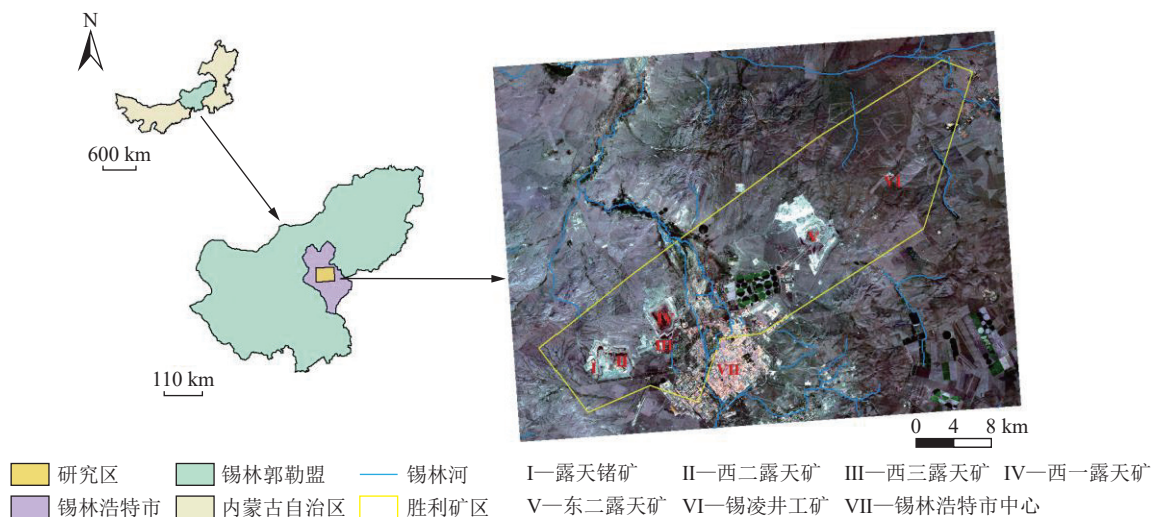 N
600 km
110 km
I
II
III
IV
V
VI
VII
0 4 8 km
研究区 锡林郭勒盟 锡林河 I—露天锗矿 II—西二露天矿 III—西三露天矿 IV—西一露天矿
锡林浩特市 内蒙古自治区 胜利矿区 V—东二露天矿 VI—锡凌井工矿 VII—锡林浩特市中心